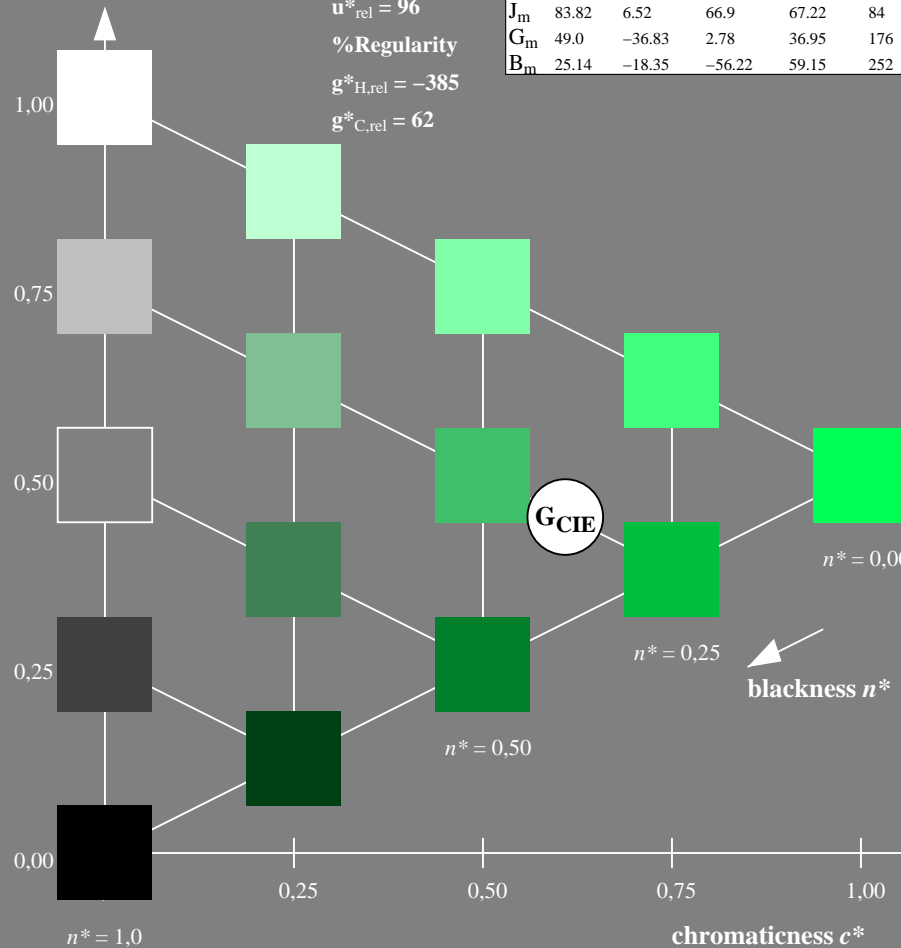 u*rel = 96
%Regularity
g*H,rel = −385
g*C,rel = 62
Jm 83.82 6.52 66.9 67.22 84
Gm 49.0 −36.83 2.78 36.95 176
Bm 25.14 −18.35 −56.22 59.15 252
1,00
0,75
0,50
GCIE
n* = 0,00
n* = 0,25
0,25
blackness n*
n* = 0,50
0,00
0,25 0,50 0,75 1,00
n* = 1,0
chromaticness c*